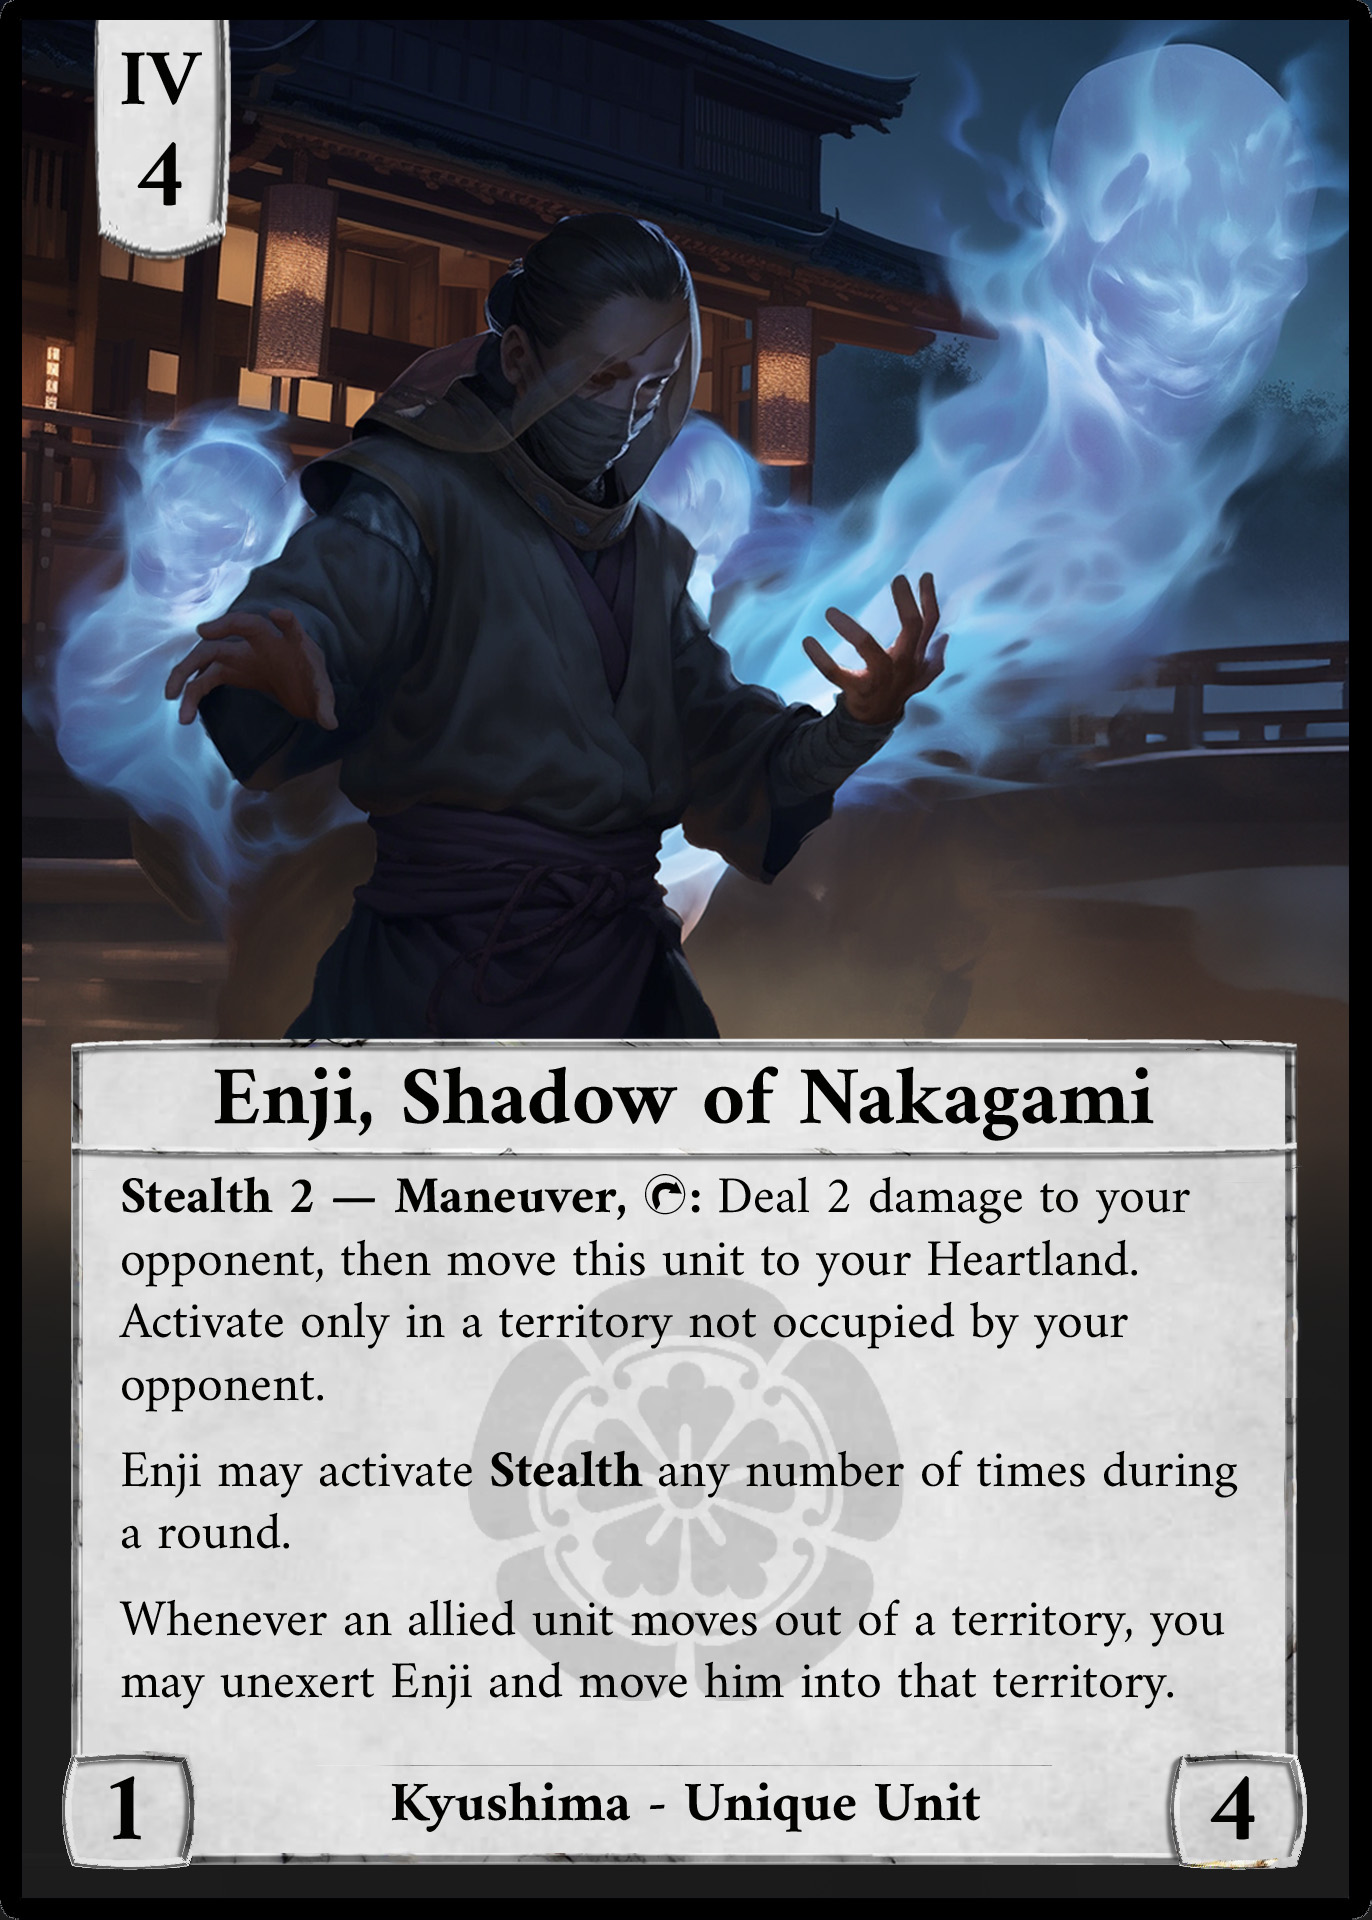 IV
4
Enji, Shadow of Nakagami
Stealth 2 — Maneuver, : Deal 2 damage to your
opponent, then move this unit to your Heartland.
Activate only in a territory not occupied by your
opponent.
Enji may activate Stealth any number of times during
a round.
Whenever an allied unit moves out of a territory, you
may unexert Enji and move him into that territory.
1
Kyushima - Unique Unit
4